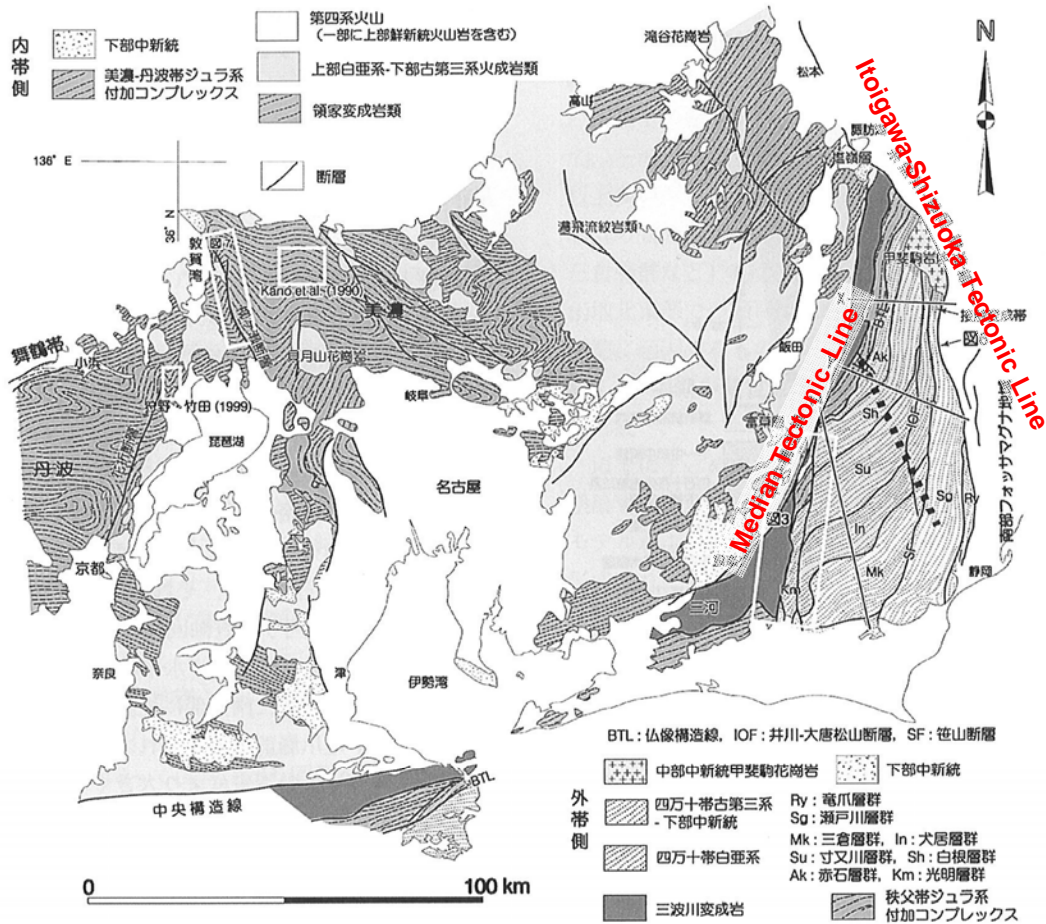 内帯側
下部中新統
美濃-丹波帯ジュラ系
付加コンプレックス
第四系火山
(一部に上部鮮新統火山岩を含む)
上部白亜系-下部古第三系火成岩類
領家変成岩類
断層
136° E
36° N
N
滝谷花崗岩
松本
高山
塩嶺層
Itoigawa-Shizuoka Tectonic Line
濃飛流紋岩類
甲斐駒
敦賀湾
Kano et al. (1990)
美濃
舞鶴帯
小浜
貝月山花崗岩
岐阜
飯田
Median Tectonic Line
BTL
Ak
Sh
Su
Sg
Ry
In
Mk
Km
竹田 (1999)
琵琶湖
丹波
名古屋
京都
三河
静岡
奈良
津
伊勢湾
中央構造線
BTL
BTL : 仏像構造線, IOF : 井川-大唐松山断層, SF : 笹山断層
外帯側
中部中新統甲斐駒花崗岩
下部中新統
四万十帯古第三系
- 下部中新統
Ry : 竜爪層群
Sg : 瀬戸川層群
四万十帯白亜系
Mk : 三倉層群, In : 犬居層群
Su : 寸又川層群, Sh : 白根層群
Ak : 赤石層群, Km : 光明層群
三波川変成岩
秩父帯ジュラ系
付加コンプレックス
0
100 km